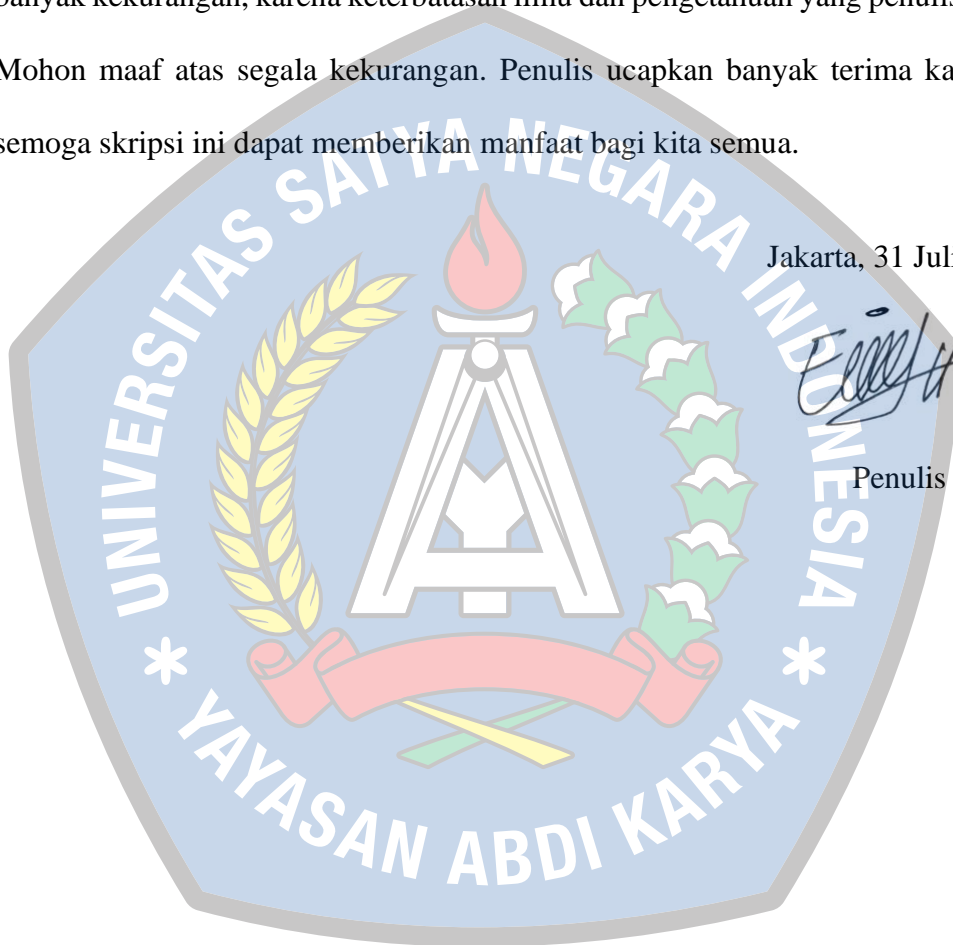 banyak kekurangan, karena keterbatasan ilmu dan pengetahuan yang penulis
Mohon maaf atas segala kekurangan. Penulis ucapkan banyak terima ka
semoga skripsi ini dapat memberikan manfaat bagi kita semua.
Jakarta, 31 Juli
Penulis
UNIVERSITAS SATYA NEGARA INDONESIA
* YAYASAN ABDI KARYA *